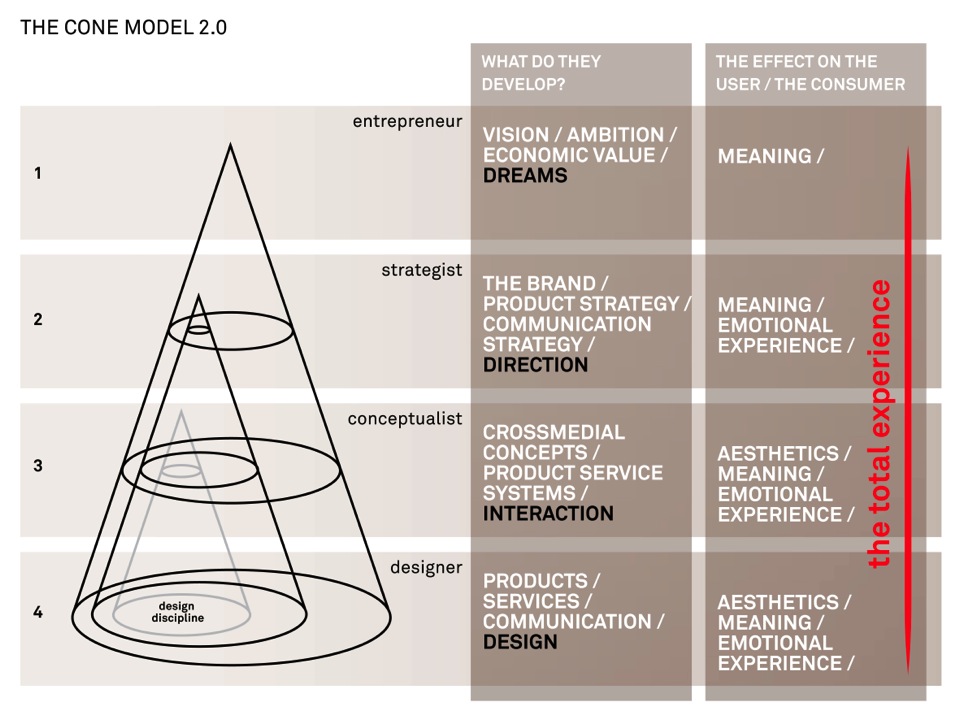 THE CONE MODEL 2.0
WHAT DO THEY
DEVELOP?
THE EFFECT ON THE
USER / THE CONSUMER
1
entrepreneur
VISION / AMBITION /
ECONOMIC VALUE /
DREAMS
MEANING /
2
strategist
THE BRAND /
PRODUCT STRATEGY /
COMMUNICATION
STRATEGY /
DIRECTION
MEANING /
EMOTIONAL
EXPERIENCE /
3
conceptualist
CROSSMEDIAL
CONCEPTS /
PRODUCT SERVICE
SYSTEMS /
INTERACTION
AESTHETICS /
MEANING /
EMOTIONAL
EXPERIENCE /
4
design
discipline
designer
PRODUCTS /
SERVICES /
COMMUNICATION /
DESIGN
AESTHETICS /
MEANING /
EMOTIONAL
EXPERIENCE /
the total experience